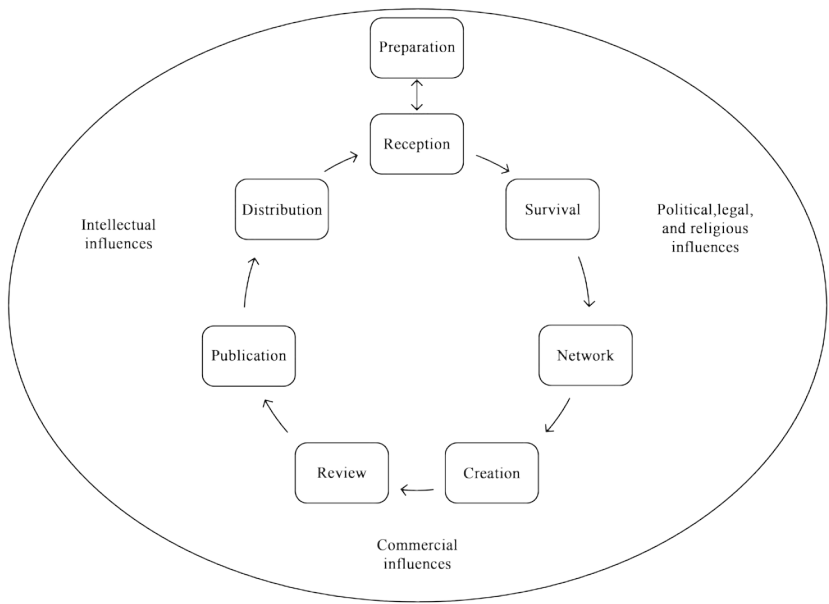 Preparation
Reception
Distribution
Survival
Intellectual
influences
Political,legal,
and religious
influences
Publication
Network
Review
Creation
Commercial
influences